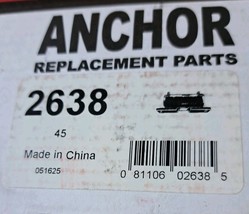 ANCHOR
REPLACEMENT PARTS
2638
45
Made in China
051625
0 81106 02638 5